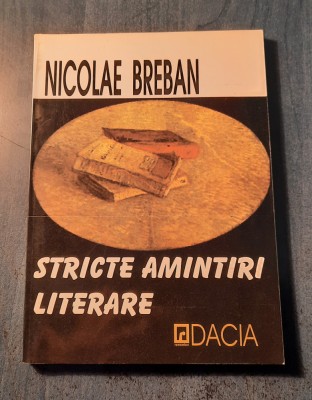 NICOLAE BREBAN
STRICTE AMINTIRI
LITERARE
DACIA